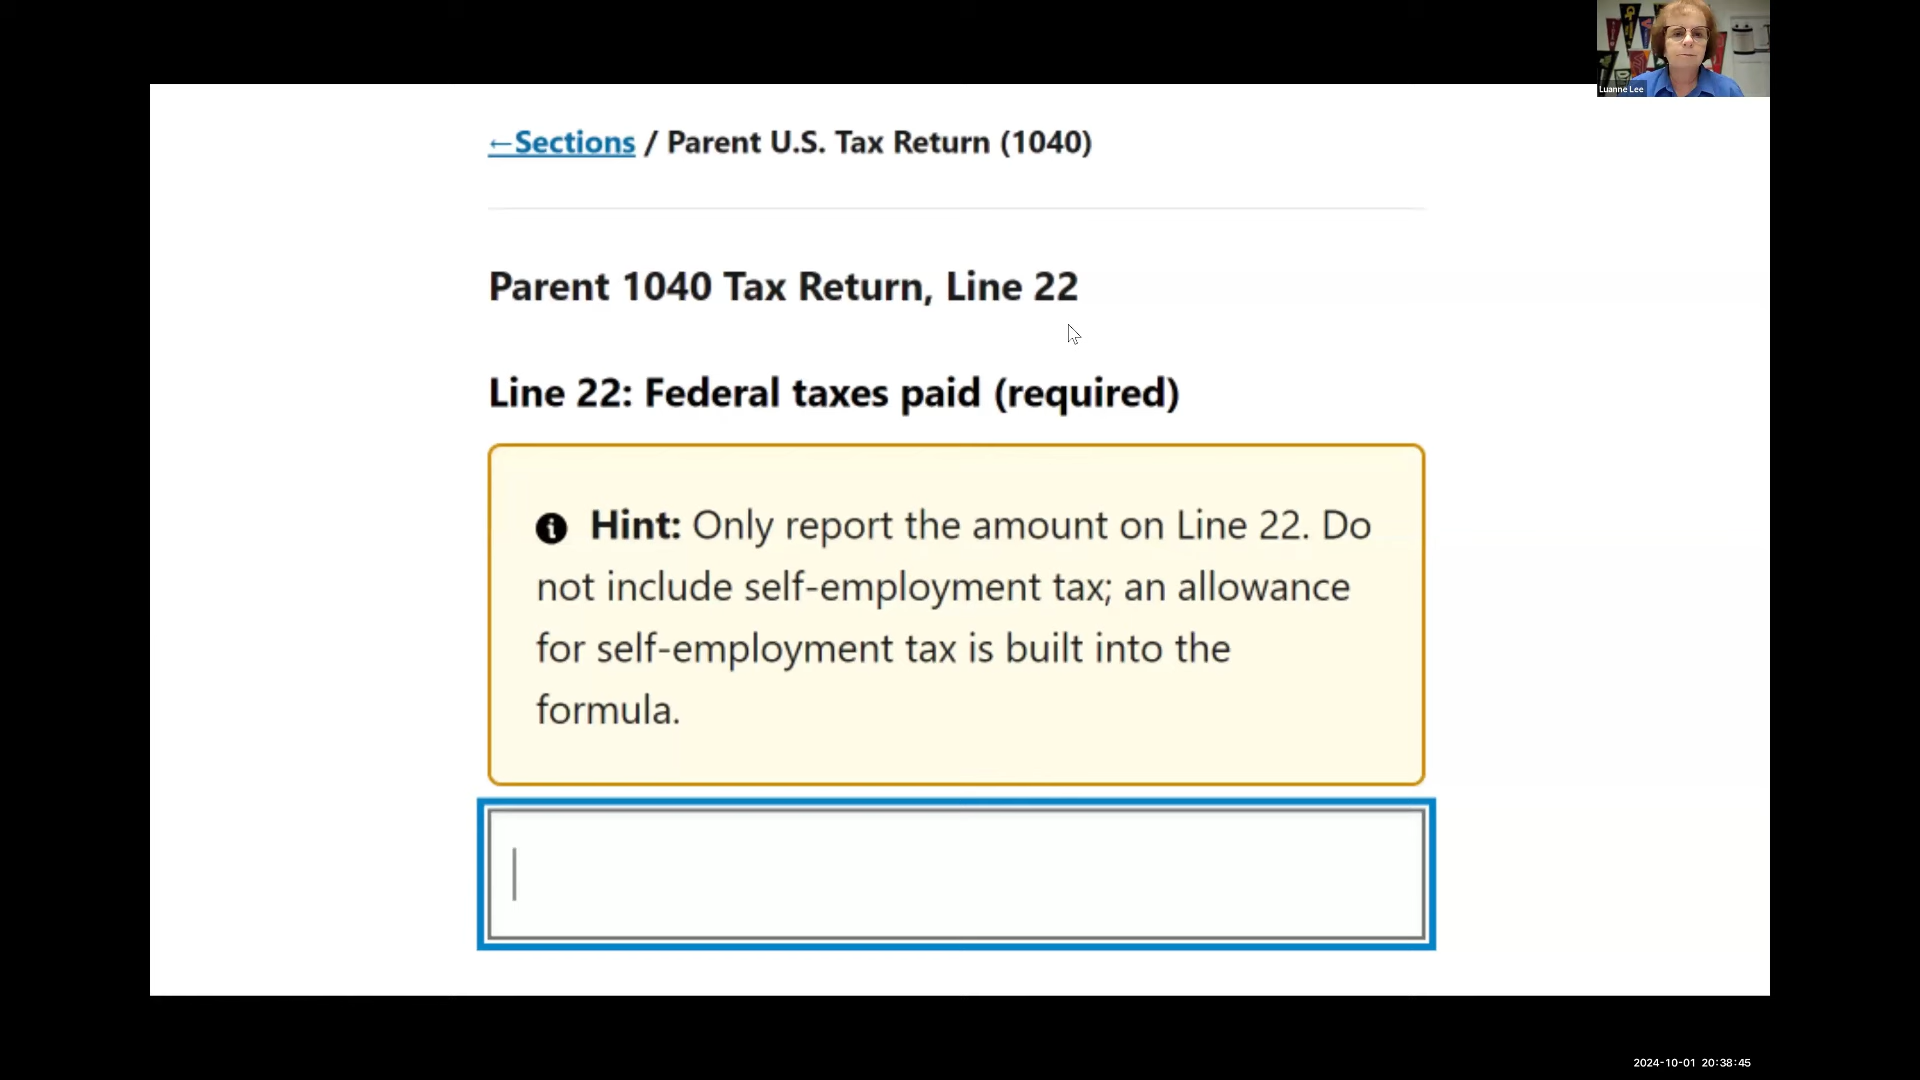 Luanne Lee
←Sections / Parent U.S. Tax Return (1040)
Parent 1040 Tax Return, Line 22
Line 22: Federal taxes paid (required)
Hint: Only report the amount on Line 22. Do
not include self-employment tax; an allowance
for self-employment tax is built into the
formula.
2024-10-01 20:38:45